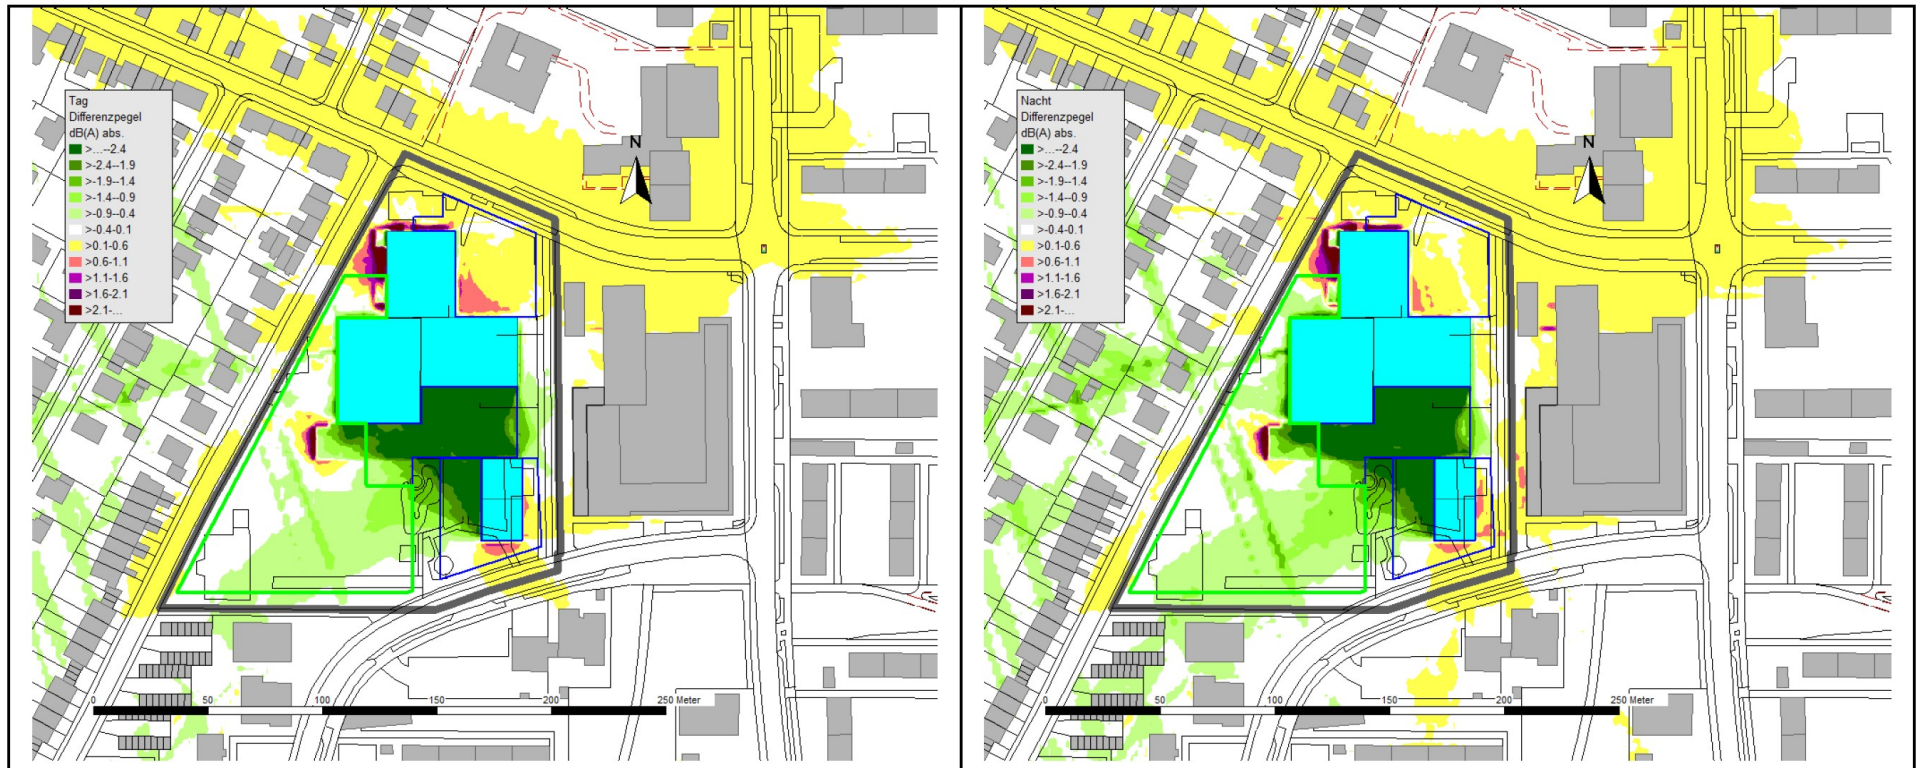 Tag
Differenzpegel
dB(A) abs.
>...--2.4
>-2.4--1.9
>-1.9--1.4
>-1.4--0.9
>-0.9--0.4
>-0.4-0.1
>0.1-0.6
>0.6-1.1
>1.1-1.6
>1.6-2.1
>2.1-...
N
0 50 100 150 200 250 Meter
Nacht
Differenzpegel
dB(A) abs.
>...--2.4
>-2.4--1.9
>-1.9--1.4
>-1.4--0.9
>-0.9--0.4
>-0.4-0.1
>0.1-0.6
>0.6-1.1
>1.1-1.6
>1.6-2.1
>2.1-...
N
0 50 100 150 200 250 Meter